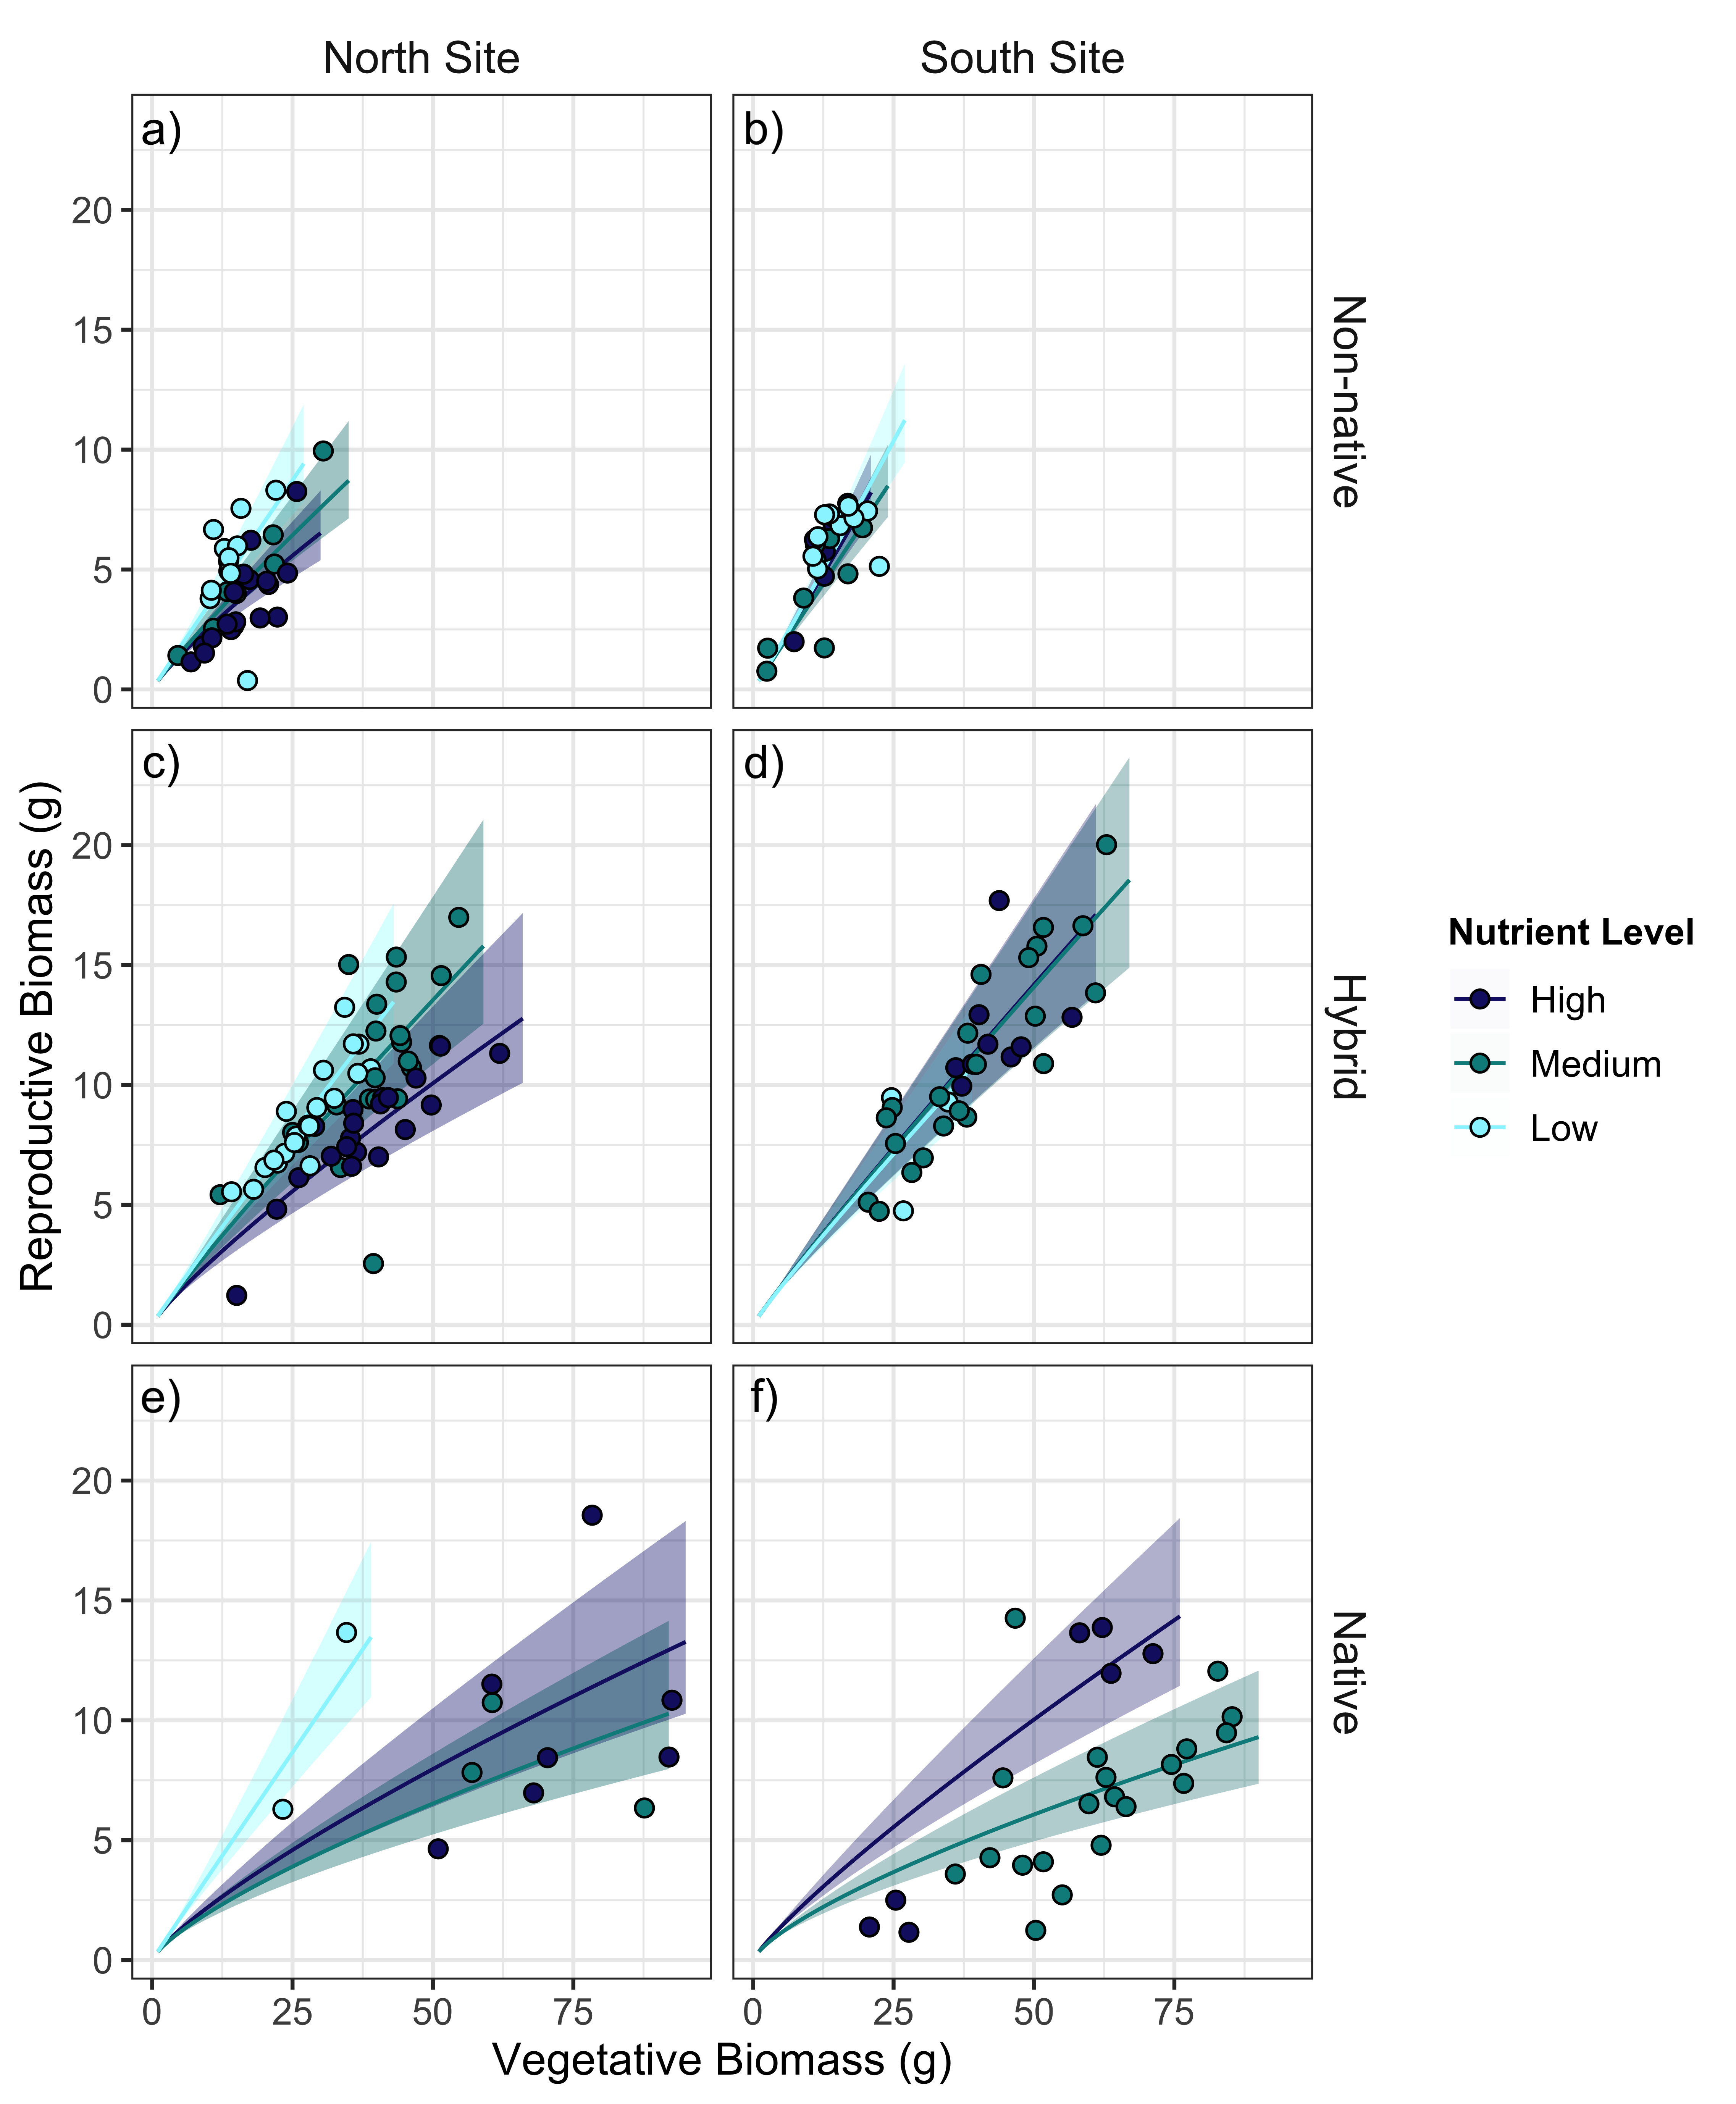 North Site
South Site
a)
b)
20
15
10
5
0
Non-native
c)
d)
20
15
10
5
0
Hybrid
e)
f)
20
15
10
5
0
Native
0 25 50 75
0 25 50 75
Vegetative Biomass (g)
Reproductive Biomass (g)
Nutrient Level
High
Medium
Low